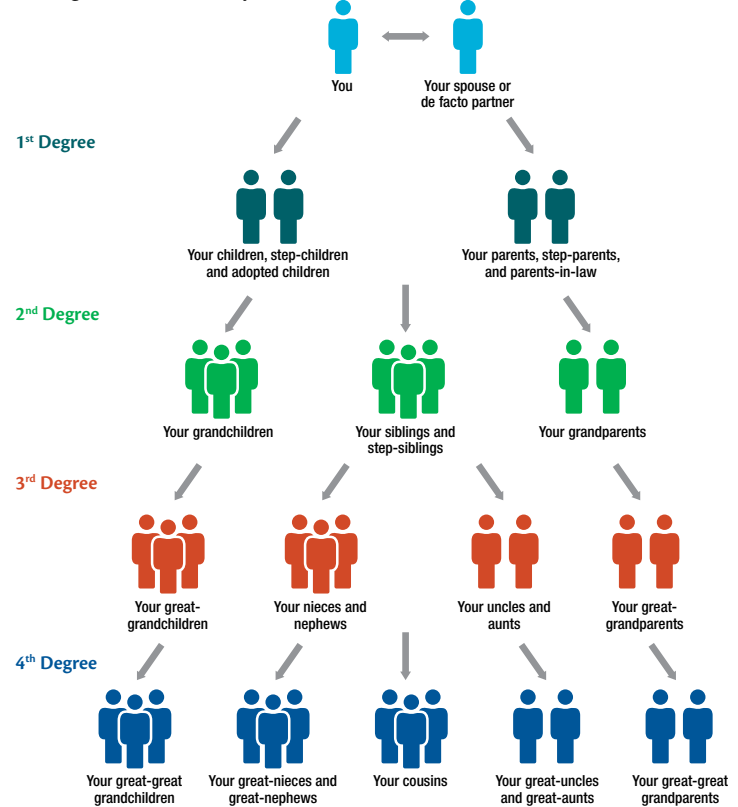 You
Your spouse or
de facto partner
1st Degree
Your children, step-children
and adopted children
Your parents, step-parents,
and parents-in-law
2nd Degree
Your grandchildren
Your siblings and
step-siblings
Your grandparents
3rd Degree
Your great-
grandchildren
Your nieces and
nephews
Your uncles and
aunts
Your great-
grandparents
4th Degree
Your great-great
grandchildren
Your great-nieces and
great-nephews
Your cousins
Your great-uncles
and great-aunts
Your great-great
grandparents